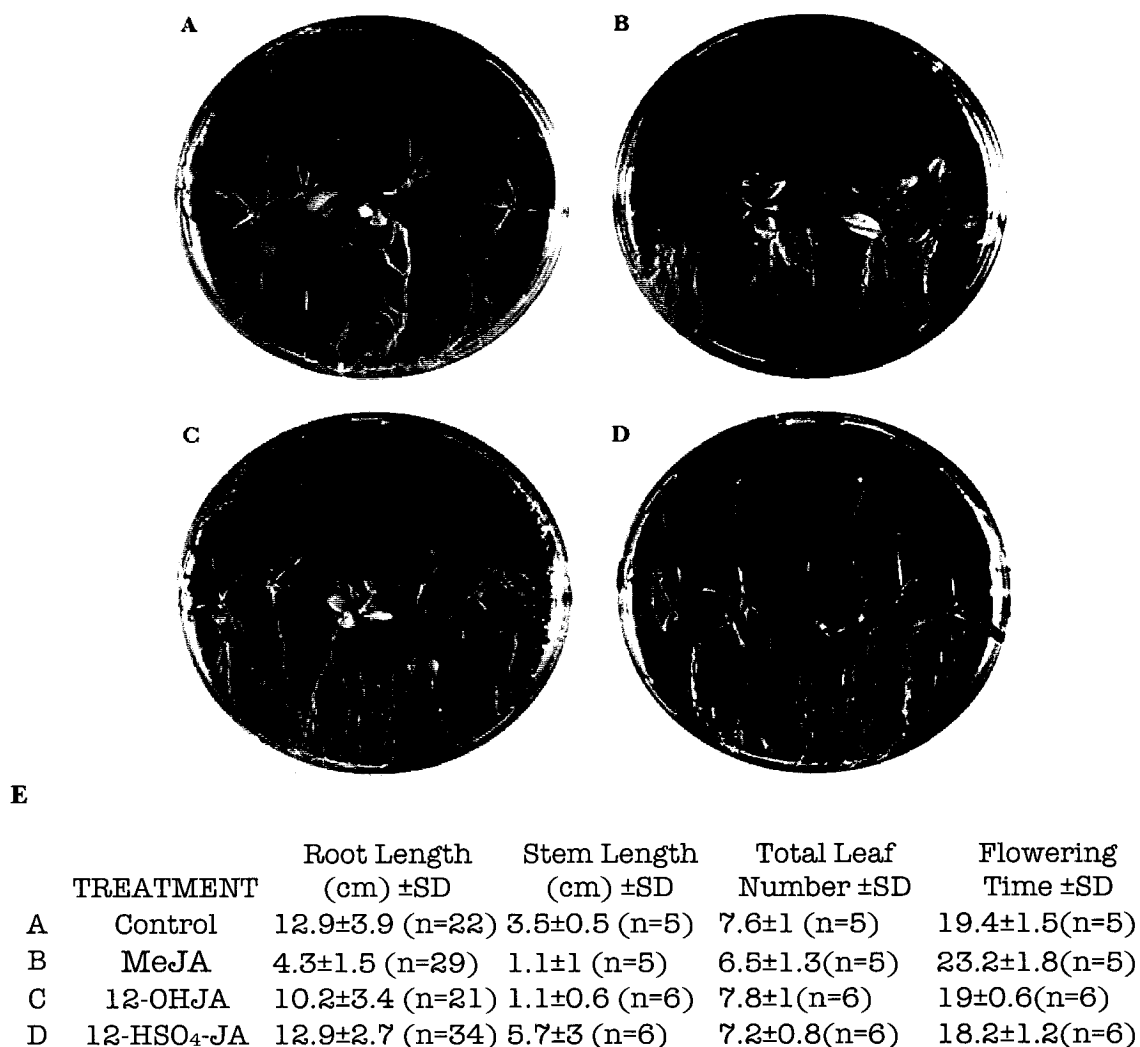 A
B
C
D
E
Root Length Stem Length Total Leaf Flowering
TREATMENT (cm) ±SD (cm) ±SD Number ±SD Time ±SD
A Control 12.9±3.9 (n=22) 3.5±0.5 (n=5) 7.6±1 (n=5) 19.4±1.5(n=5)
B MeJA 4.3±1.5 (n=29) 1.1±1 (n=5) 6.5±1.3(n=5) 23.2±1.8(n=5)
C 12-OHJA 10.2±3.4 (n=21) 1.1±0.6 (n=6) 7.8±1(n=6) 19±0.6(n=6)
D 12-HSO₄-JA 12.9±2.7 (n=34) 5.7±3 (n=6) 7.2±0.8(n=6) 18.2±1.2(n=6)